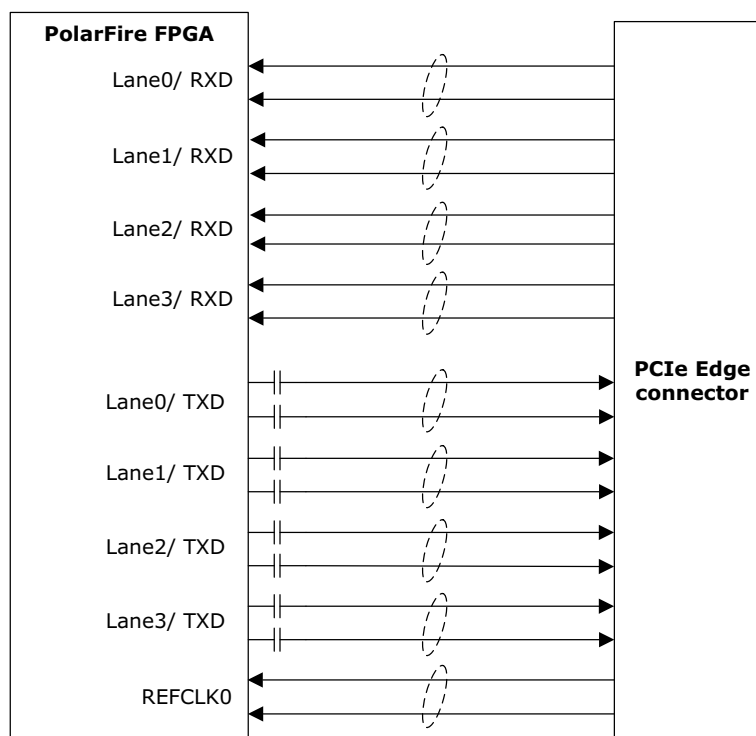 PolarFire FPGA
Lane0/ RXD
Lane1/ RXD
Lane2/ RXD
Lane3/ RXD
PCIe Edge
connector
Lane0/ TXD
Lane1/ TXD
Lane2/ TXD
Lane3/ TXD
REFCLK0